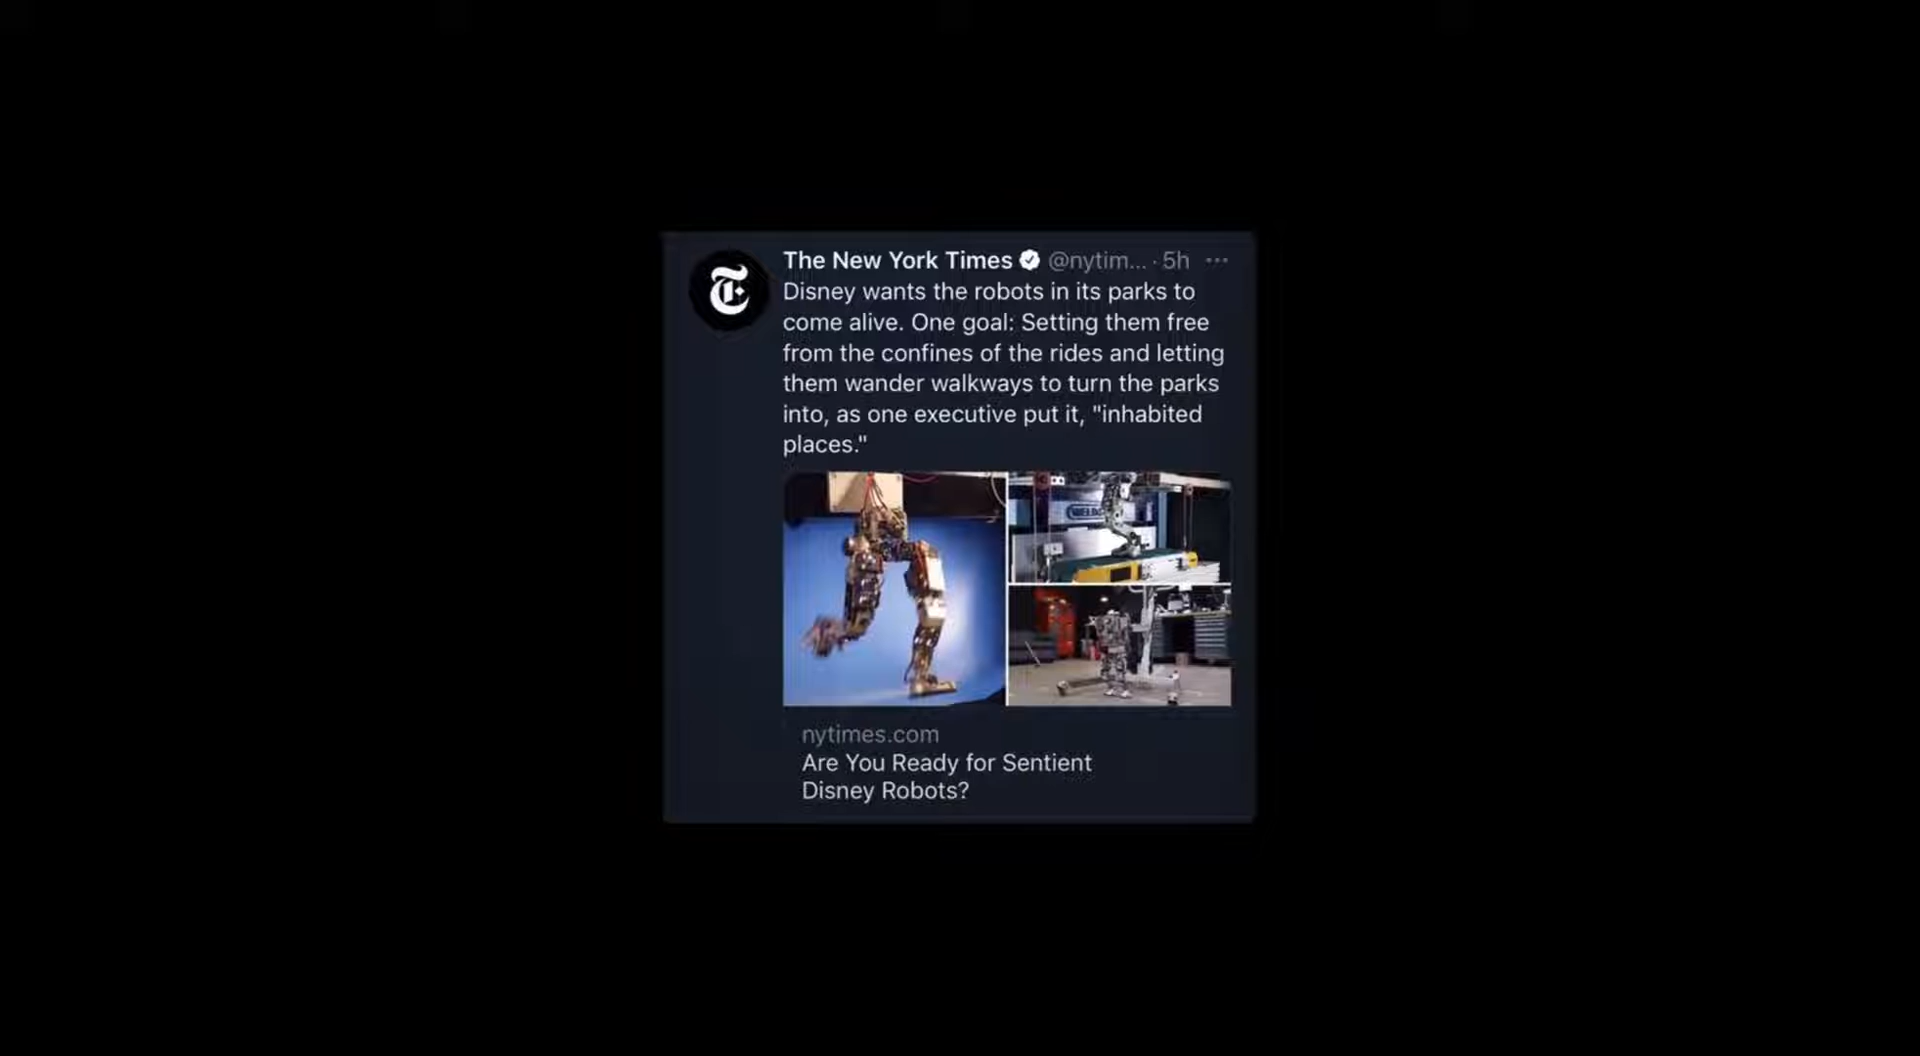 The New York Times @nytim... · 5h ...
Disney wants the robots in its parks to
come alive. One goal: Setting them free
from the confines of the rides and letting
them wander walkways to turn the parks
into, as one executive put it, "inhabited
places."
nytimes.com
Are You Ready for Sentient
Disney Robots?